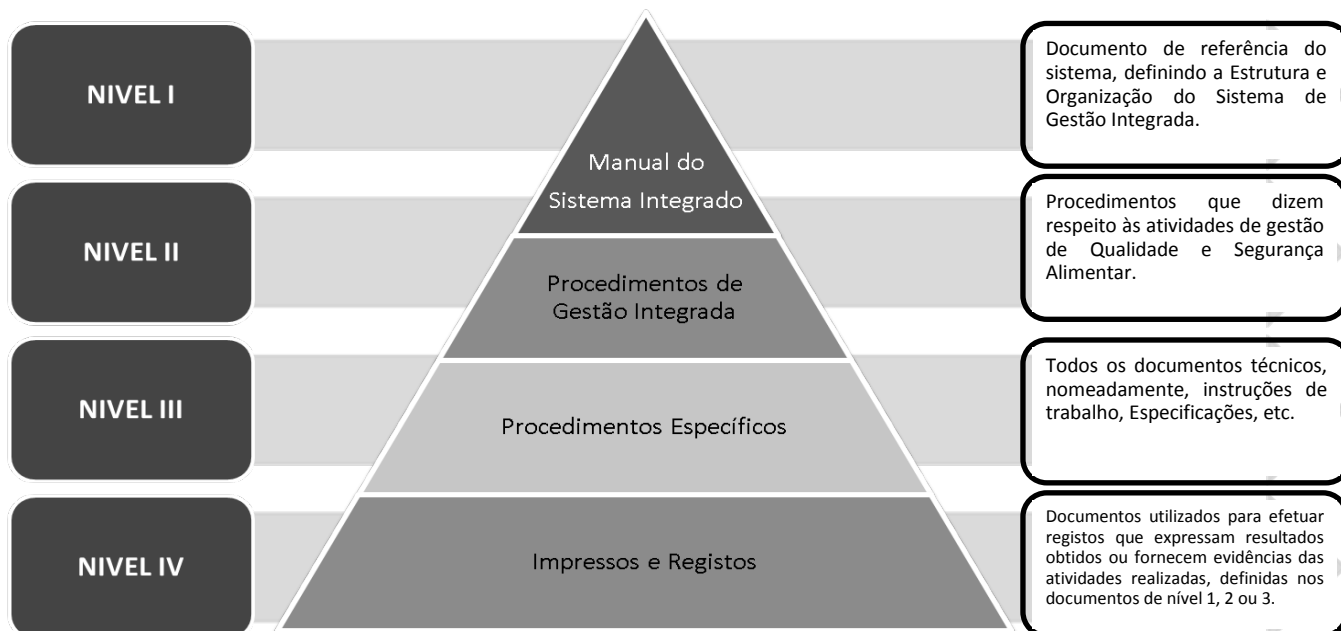 NIVEL I
Manual do
Sistema Integrado
Documento de referência do
sistema, definindo a Estrutura e
Organização do Sistema de
Gestão Integrada.
NIVEL II
Procedimentos de
Gestão Integrada
Procedimentos que dizem
respeito às atividades de gestão
de Qualidade e Segurança
Alimentar.
NIVEL III
Procedimentos Específicos
Todos os documentos técnicos,
nomeadamente, instruções de
trabalho, Especificações, etc.
NIVEL IV
Impressos e Registos
Documentos utilizados para efetuar
registos que expressam resultados
obtidos ou fornecem evidências das
atividades realizadas, definidas nos
documentos de nível 1, 2 ou 3.